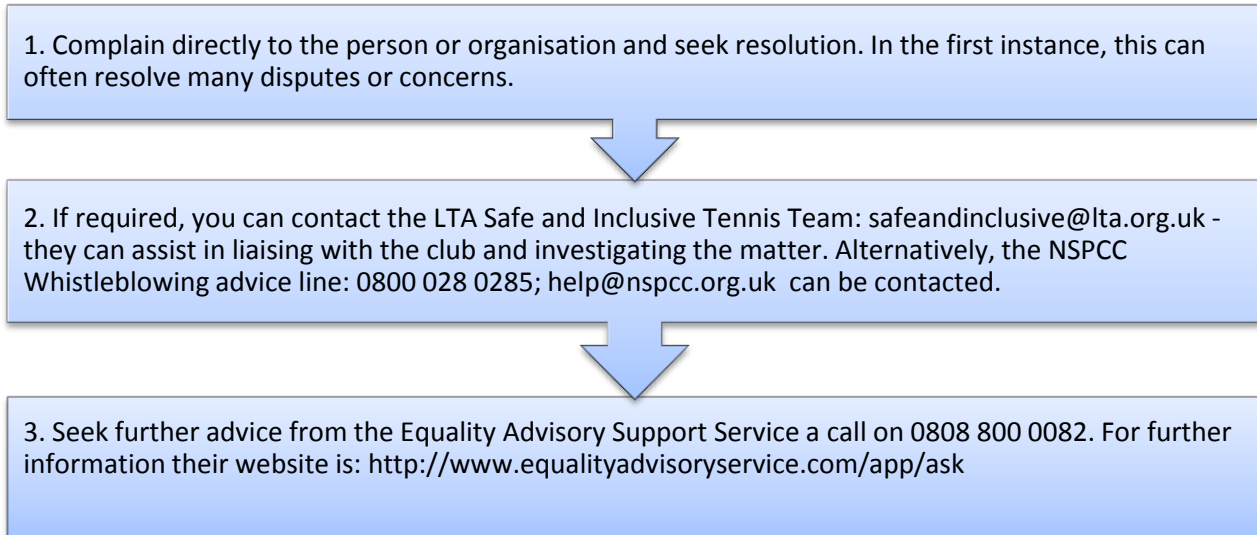 1. Complain directly to the person or organisation and seek resolution. In the first instance, this can
often resolve many disputes or concerns.
2. If required, you can contact the LTA Safe and Inclusive Tennis Team: safeandinclusive@lta.org.uk -
they can assist in liaising with the club and investigating the matter. Alternatively, the NSPCC
Whistleblowing advice line: 0800 028 0285; help@nspcc.org.uk can be contacted.
3. Seek further advice from the Equality Advisory Support Service a call on 0808 800 0082. For further
information their website is: http://www.equalityadvisoryservice.com/app/ask